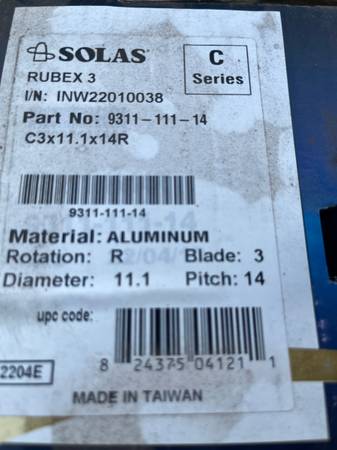 SOLAS
C
Series
RUBEX 3
I/N: INW22010038
Part No: 9311-111-14
C3x11.1x14R
9311-111-14
Material: ALUMINUM
Rotation: R Blade: 3
Diameter: 11.1 Pitch: 14
upc code:
8 24375 04121 1
2204E
MADE IN TAIWAN